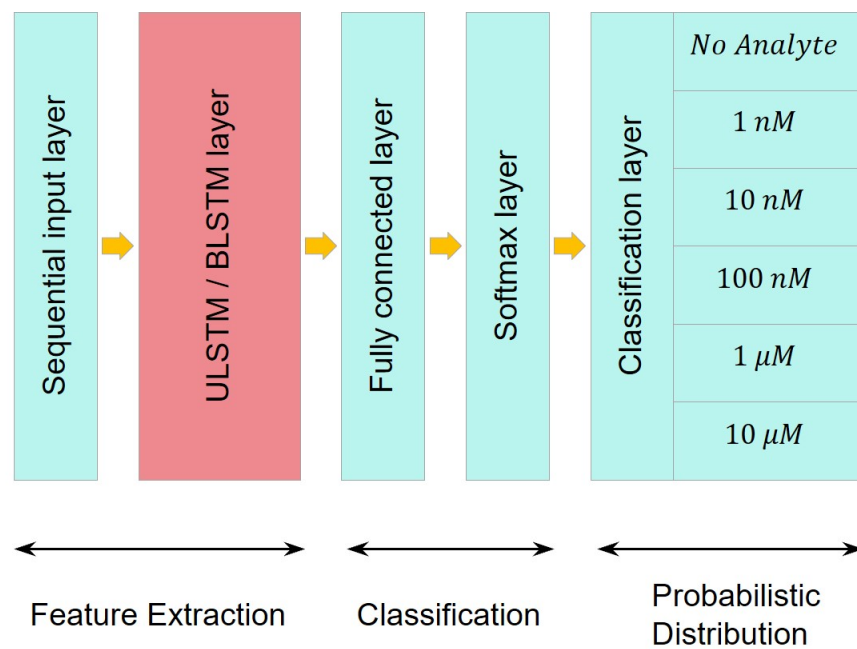 Sequential input layer
ULSTM / BLSTM layer
Fully connected layer
Softmax layer
Classification layer
No Analyte
1 nM
10 nM
100 nM
1 μM
10 μM
Feature Extraction
Classification
Probabilistic
Distribution